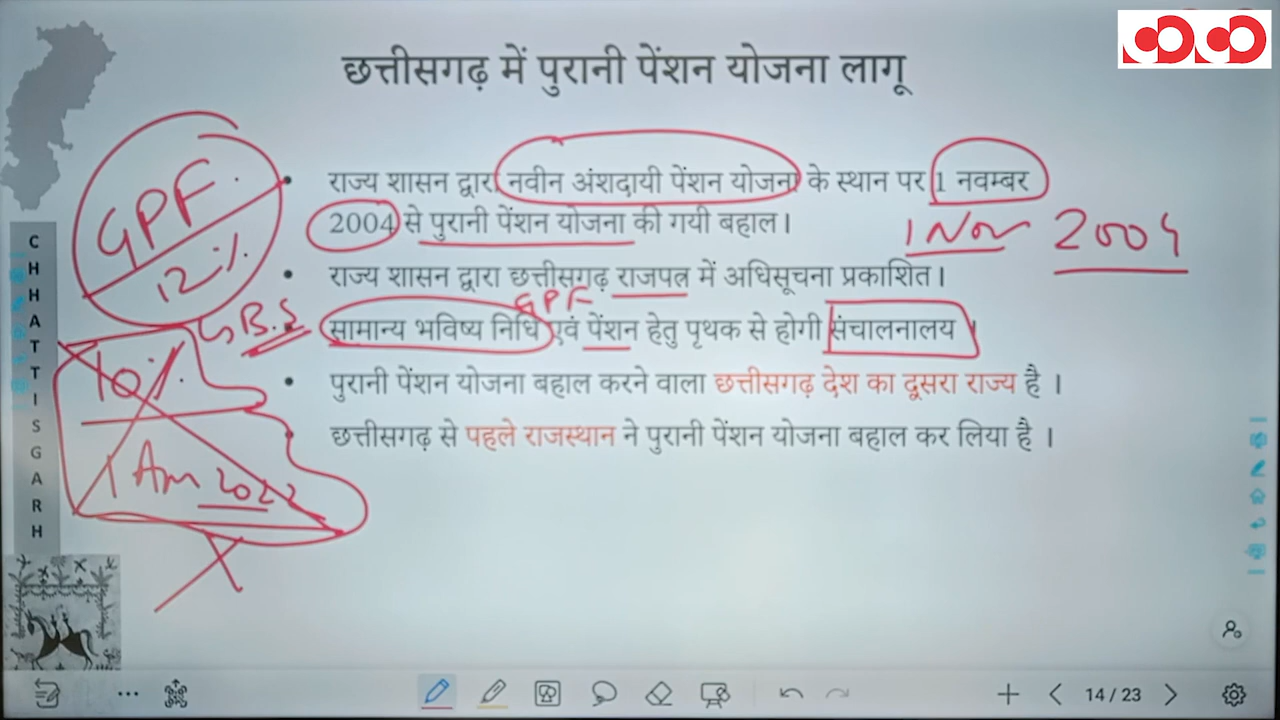 छत्तीसगढ़ में पुरानी पेंशन योजना लागू
राज्य शासन द्वारा नवीन अंशदायी पेंशन योजना के स्थान पर 1 नवम्बर
2004 से पुरानी पेंशन योजना की गयी बहाल।
1 Nov 2004
राज्य शासन द्वारा छत्तीसगढ़ राजपत्र में अधिसूचना प्रकाशित।
GPF
सामान्य भविष्य निधि एवं पेंशन हेतु पृथक से होगी संचालनालय ।
पुरानी पेंशन योजना बहाल करने वाला छत्तीसगढ़ देश का दूसरा राज्य है ।
छत्तीसगढ़ से पहले राजस्थान ने पुरानी पेंशन योजना बहाल कर लिया है ।
GPF
12%
10%
2022
CHHATTISGARH
14 / 23